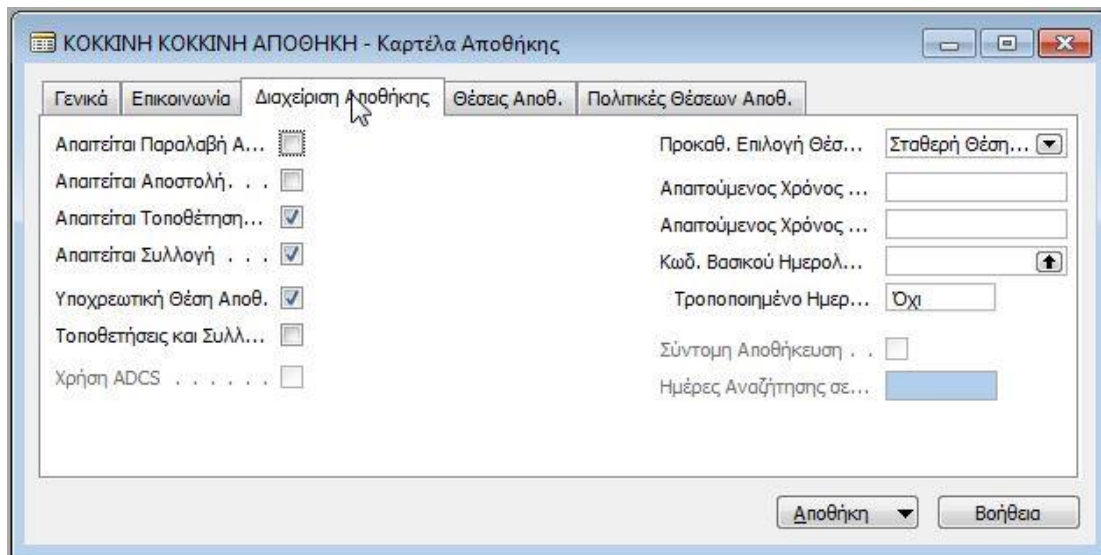 ΚΟΚΚΙΝΗ ΚΟΚΚΙΝΗ ΑΠΟΘΗΚΗ - Καρτέλα Αποθήκης
Γενικά Επικοινωνία Διαχείριση Αποθήκης Θέσεις Αποθ. Πολιτικές Θέσεων Αποθ.
Απαιτείται Παραλαβή Α...
Απαιτείται Αποστολή. . .
Απαιτείται Τοποθέτηση...
Απαιτείται Συλλογή . . .
Υποχρεωτική Θέση Αποθ.
Τοποθετήσεις και Συλλ...
Χρήση ADCS . . . . . .
Προκαθ. Επιλογή Θέσ... Σταθερή Θέση...
Απαιτούμενος Χρόνος ...
Απαιτούμενος Χρόνος ...
Κωδ. Βασικού Ημερολ...
Τροποποιημένο Ημερ... Όχι
Σύντομη Αποθήκευση . .
Ημέρες Αναζήτησης σε...
Αποθήκη Βοήθεια